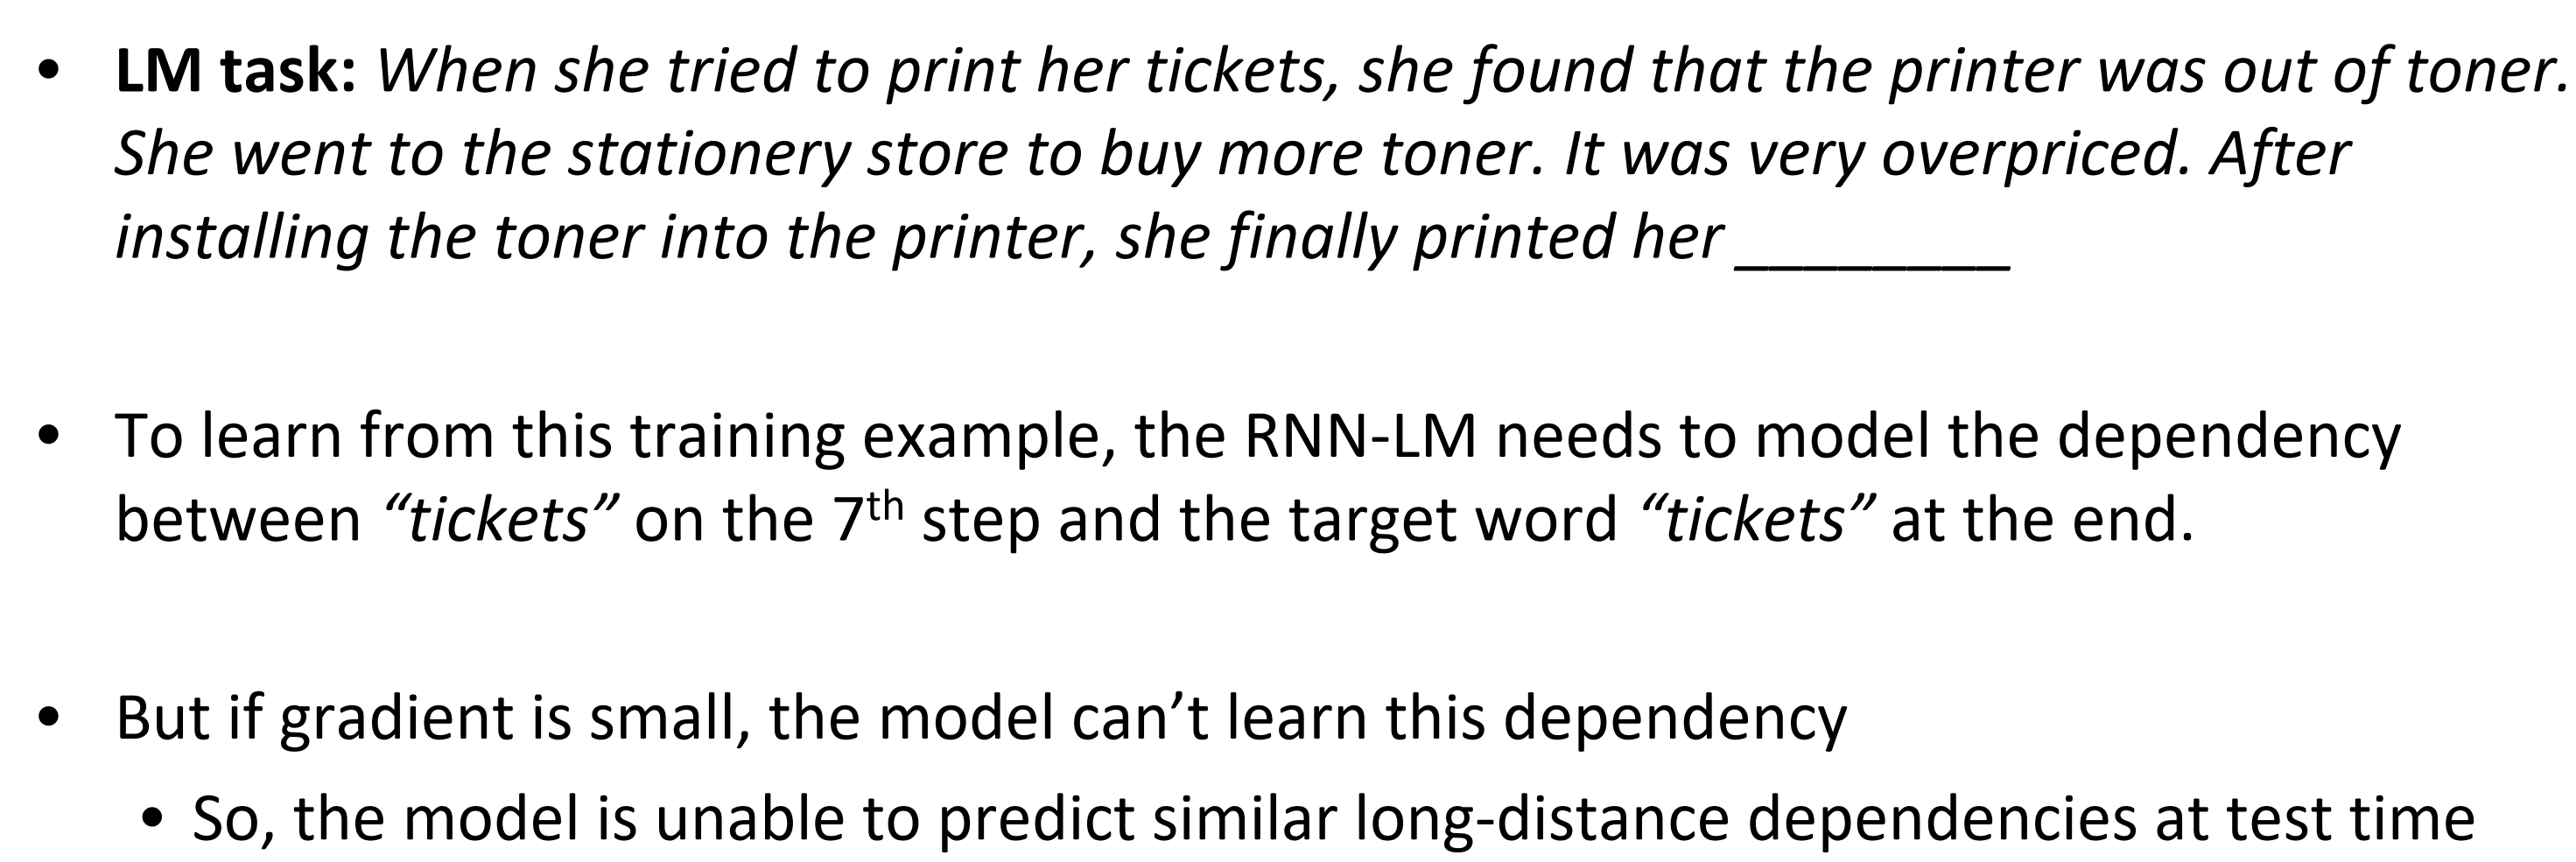 • LM task: When she tried to print her tickets, she found that the printer was out of toner.
She went to the stationery store to buy more toner. It was very overpriced. After
installing the toner into the printer, she finally printed her ________
• To learn from this training example, the RNN-LM needs to model the dependency
between “tickets” on the 7th step and the target word “tickets” at the end.
• But if gradient is small, the model can’t learn this dependency
• So, the model is unable to predict similar long-distance dependencies at test time